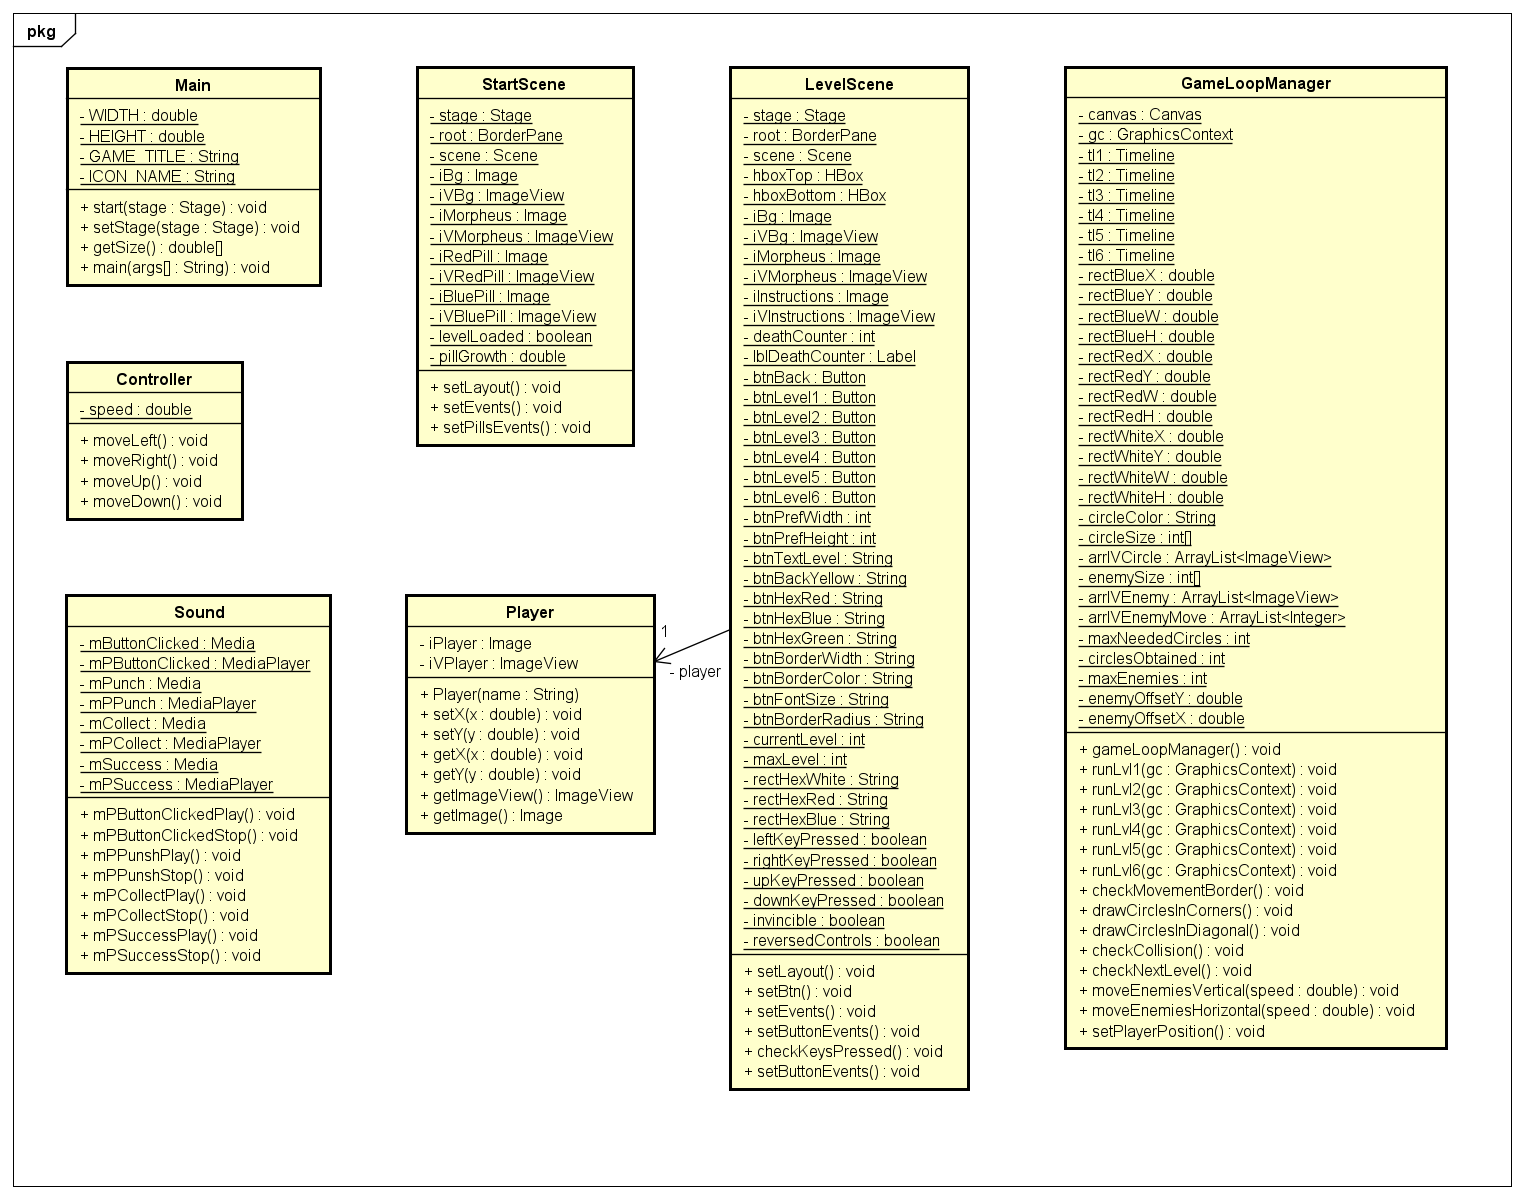 pkg
Main
- WIDTH : double
- HEIGHT : double
- GAME_TITLE : String
- ICON_NAME : String
+ start(stage : Stage) : void
+ setStage(stage : Stage) : void
+ getSize() : double[]
+ main(args[] : String) : void
Controller
- speed : double
+ moveLeft() : void
+ moveRight() : void
+ moveUp() : void
+ moveDown() : void
Sound
- mButtonClicked : Media
- mPButtonClicked : MediaPlayer
- mPunch : Media
- mPPunch : MediaPlayer
- mCollect : Media
- mPCollect : MediaPlayer
- mSuccess : Media
- mPSuccess : MediaPlayer
+ mPButtonClickedPlay() : void
+ mPButtonClickedStop() : void
+ mPPunshPlay() : void
+ mPPunshStop() : void
+ mPCollectPlay() : void
+ mPCollectStop() : void
+ mPSuccessPlay() : void
+ mPSuccessStop() : void
StartScene
- stage : Stage
- root : BorderPane
- scene : Scene
- iBg : Image
- iVBg : ImageView
- iMorpheus : Image
- iVMorpheus : ImageView
- iRedPill : Image
- iVRedPill : ImageView
- iBluePill : Image
- iVBluePill : ImageView
- levelLoaded : boolean
- pillGrowth : double
+ setLayout() : void
+ setEvents() : void
+ setPillsEvents() : void
Player
- iPlayer : Image
- iVPlayer : ImageView
+ Player(name : String)
+ setX(x : double) : void
+ setY(y : double) : void
+ getX(x : double) : void
+ getY(y : double) : void
+ getImageView() : ImageView
+ getImage() : Image
1
- player
LevelScene
- stage : Stage
- root : BorderPane
- scene : Scene
- hboxTop : HBox
- hboxBottom : HBox
- iBg : Image
- iVBg : ImageView
- iMorpheus : Image
- iVMorpheus : ImageView
- iInstructions : Image
- iVInstructions : ImageView
- deathCounter : int
- lblDeathCounter : Label
- btnBack : Button
- btnLevel1 : Button
- btnLevel2 : Button
- btnLevel3 : Button
- btnLevel4 : Button
- btnLevel5 : Button
- btnLevel6 : Button
- btnPrefWidth : int
- btnPrefHeight : int
- btnTextLevel : String
- btnBackYellow : String
- btnHexRed : String
- btnHexBlue : String
- btnHexGreen : String
- btnBorderWidth : String
- btnBorderColor : String
- btnFontSize : String
- btnBorderRadius : String
- currentLevel : int
- maxLevel : int
- rectHexWhite : String
- rectHexRed : String
- rectHexBlue : String
- leftKeyPressed : boolean
- rightKeyPressed : boolean
- upKeyPressed : boolean
- downKeyPressed : boolean
- invincible : boolean
- reversedControls : boolean
+ setLayout() : void
+ setBtn() : void
+ setEvents() : void
+ setButtonEvents() : void
+ checkKeysPressed() : void
+ setButtonEvents() : void
GameLoopManager
- canvas : Canvas
- gc : GraphicsContext
- tl1 : Timeline
- tl2 : Timeline
- tl3 : Timeline
- tl4 : Timeline
- tl5 : Timeline
- tl6 : Timeline
- rectBlueX : double
- rectBlueY : double
- rectBlueW : double
- rectBlueH : double
- rectRedX : double
- rectRedY : double
- rectRedW : double
- rectRedH : double
- rectWhiteX : double
- rectWhiteY : double
- rectWhiteW : double
- rectWhiteH : double
- circleColor : String
- circleSize : int[]
- arrIVCircle : ArrayList<ImageView>
- enemySize : int[]
- arrIVEnemy : ArrayList<ImageView>
- arrIVEnemyMove : ArrayList<Integer>
- maxNeededCircles : int
- circlesObtained : int
- maxEnemies : int
- enemyOffsetY : double
- enemyOffsetX : double
+ gameLoopManager() : void
+ runLvl1(gc : GraphicsContext) : void
+ runLvl2(gc : GraphicsContext) : void
+ runLvl3(gc : GraphicsContext) : void
+ runLvl4(gc : GraphicsContext) : void
+ runLvl5(gc : GraphicsContext) : void
+ runLvl6(gc : GraphicsContext) : void
+ checkMovementBorder() : void
+ drawCirclesInCorners() : void
+ drawCirclesInDiagonal() : void
+ checkCollision() : void
+ checkNextLevel() : void
+ moveEnemiesVertical(speed : double) : void
+ moveEnemiesHorizontal(speed : double) : void
+ setPlayerPosition() : void